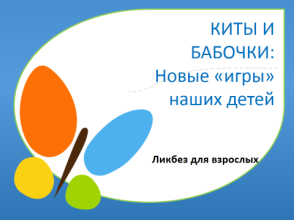 КИТЫ И
БАБОЧКИ:
Новые «игры»
наших детей
Ликбез для взрослых